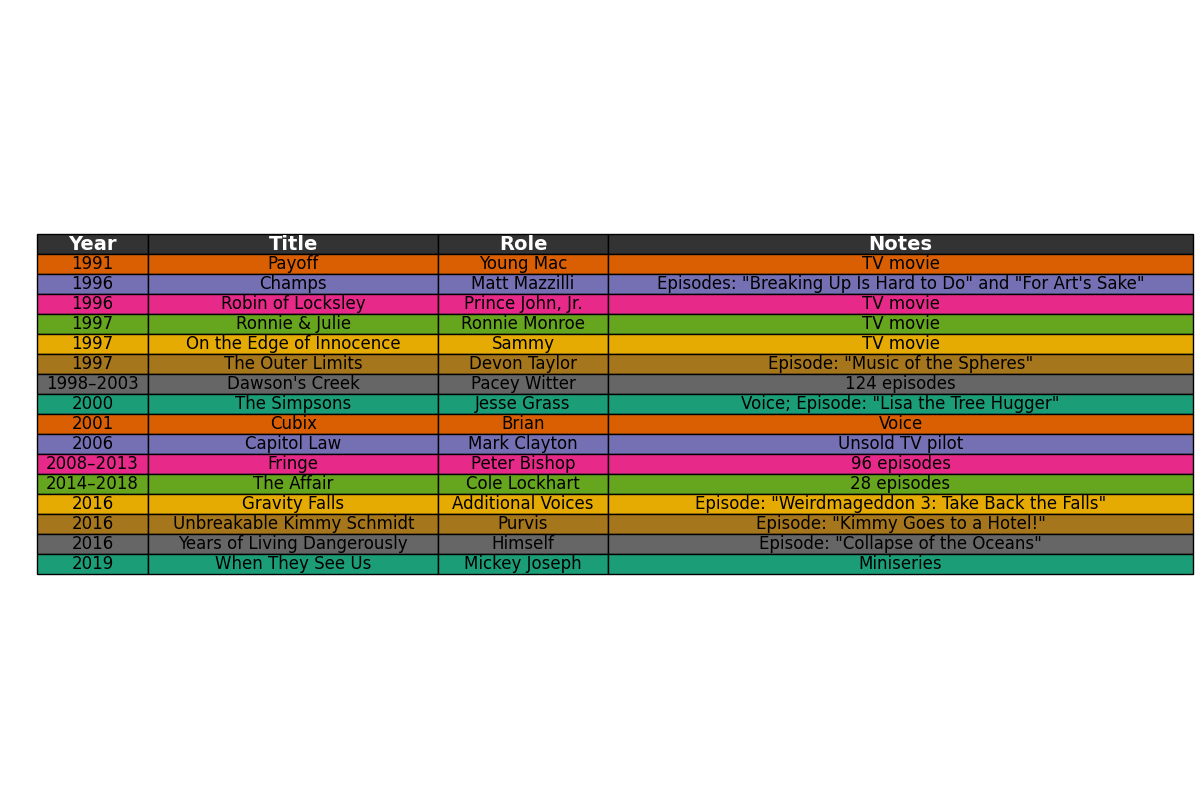 Year Title Role Notes
1991 Payoff Young Mac TV movie
1996 Champs Matt Mazzilli Episodes: "Breaking Up Is Hard to Do" and "For Art's Sake"
1996 Robin of Locksley Prince John, Jr. TV movie
1997 Ronnie & Julie Ronnie Monroe TV movie
1997 On the Edge of Innocence Sammy TV movie
1997 The Outer Limits Devon Taylor Episode: "Music of the Spheres"
1998–2003 Dawson's Creek Pacey Witter 124 episodes
2000 The Simpsons Jesse Grass Voice; Episode: "Lisa the Tree Hugger"
2001 Cubix Brian Voice
2006 Capitol Law Mark Clayton Unsold TV pilot
2008–2013 Fringe Peter Bishop 96 episodes
2014–2018 The Affair Cole Lockhart 28 episodes
2016 Gravity Falls Additional Voices Episode: "Weirdmageddon 3: Take Back the Falls"
2016 Unbreakable Kimmy Schmidt Purvis Episode: "Kimmy Goes to a Hotel!"
2016 Years of Living Dangerously Himself Episode: "Collapse of the Oceans"
2019 When They See Us Mickey Joseph Miniseries